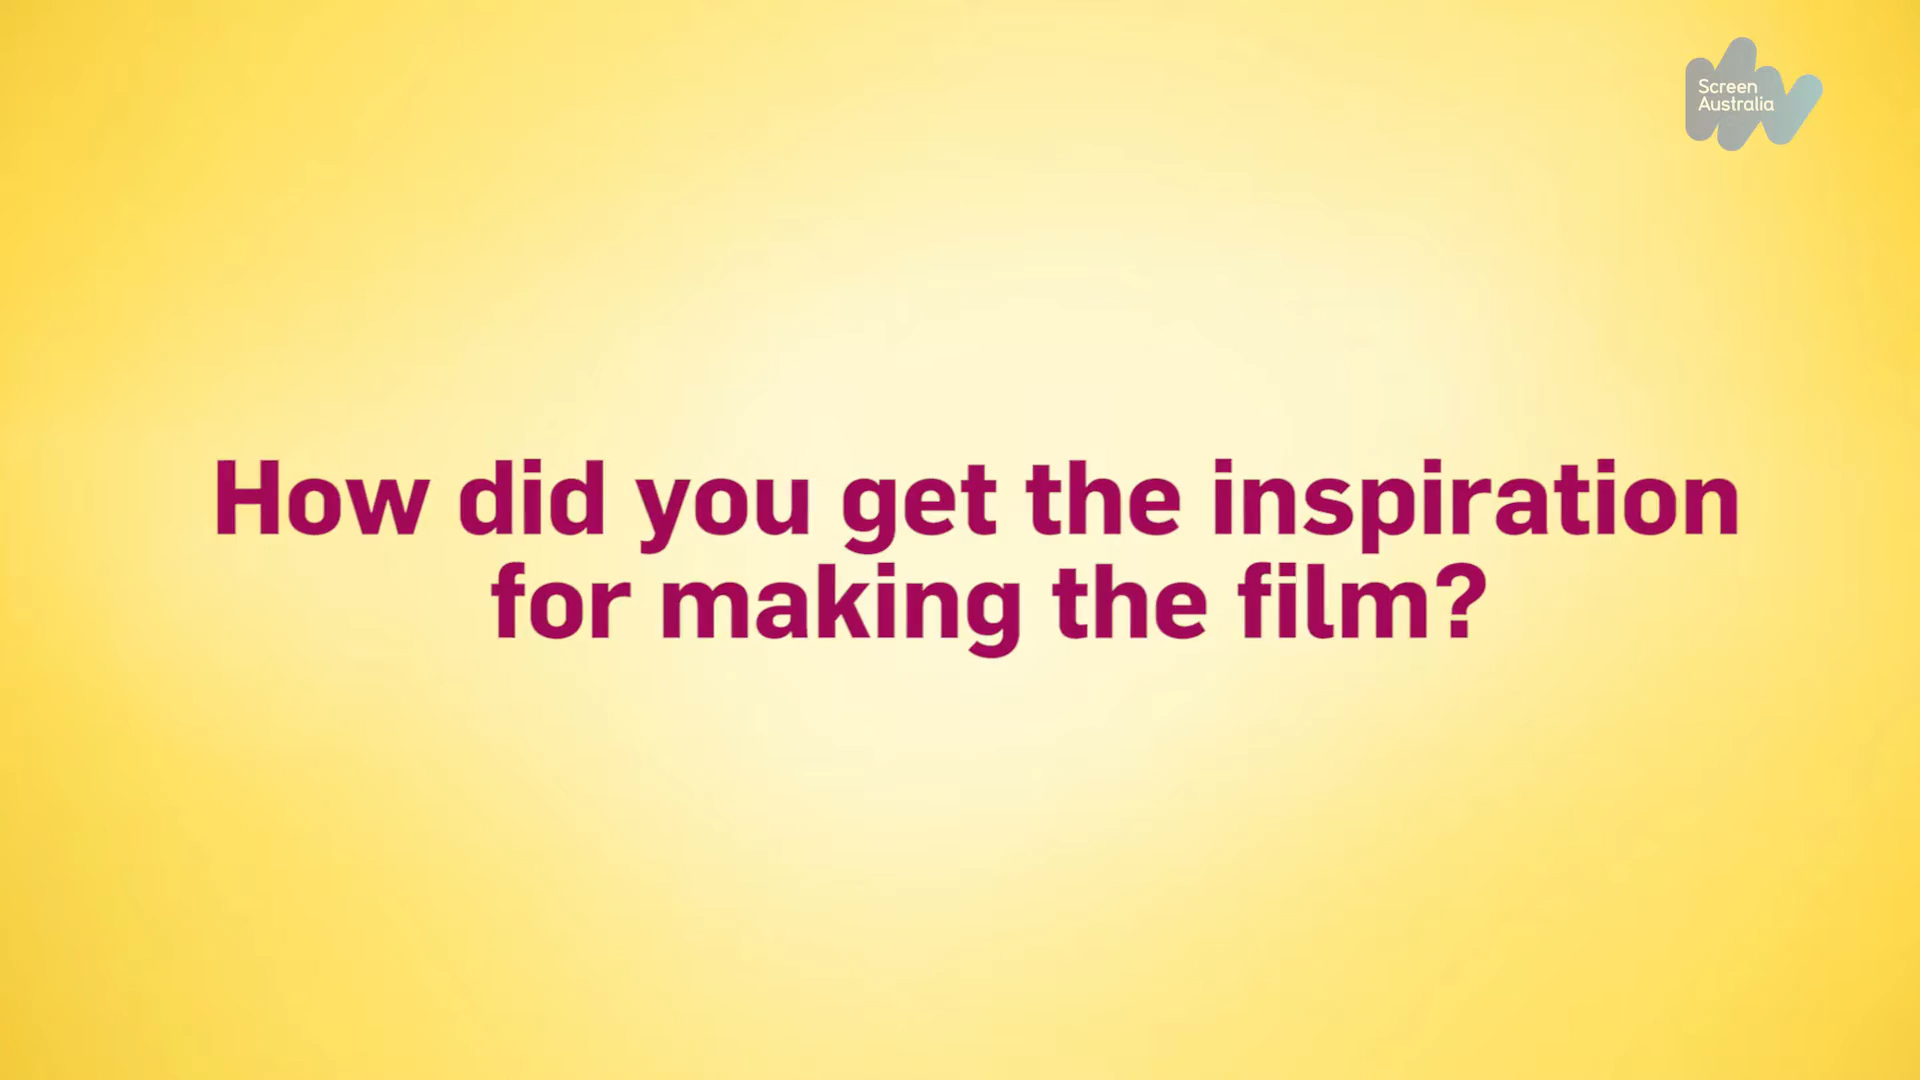 Screen
Australia
How did you get the inspiration
for making the film?